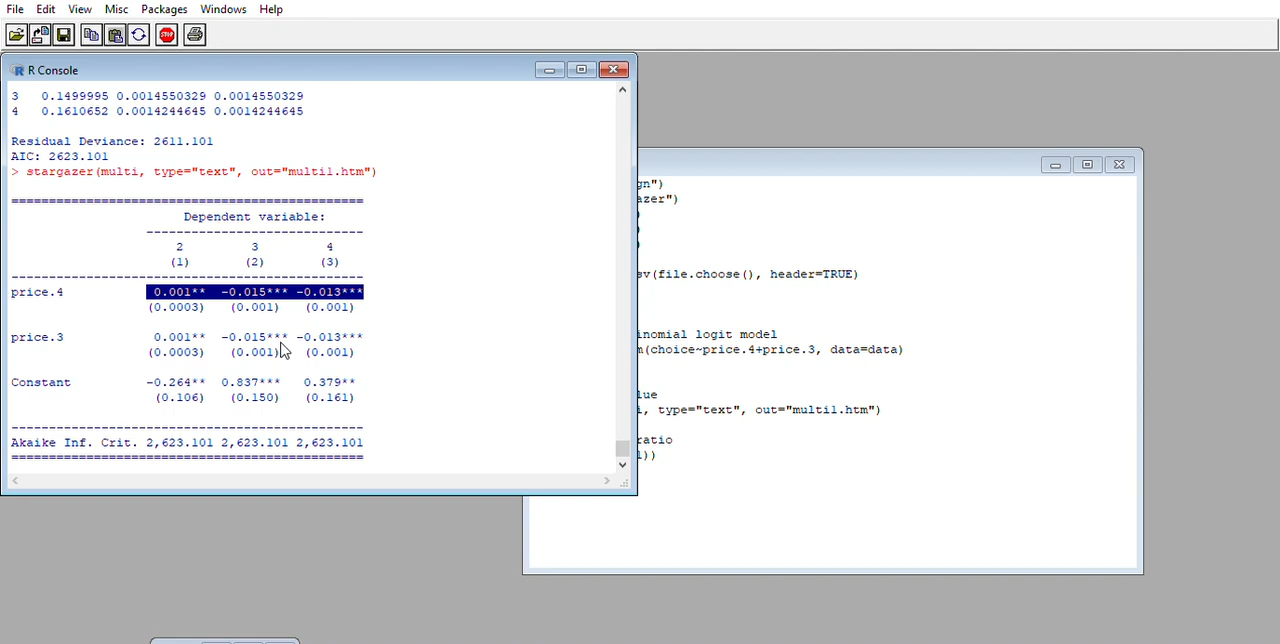 File Edit View Misc Packages Windows Help
STOP
R R Console
3 0.1499995 0.0014550329 0.0014550329
4 0.1610652 0.0014244645 0.0014244645
Residual Deviance: 2611.101
AIC: 2623.101
> stargazer(multi, type="text", out="multi1.htm")
=============================================== 
Dependent variable:
-----------------------------
2 3 4
(1) (2) (3)
-----------------------------------------------
price.4 0.001** -0.015*** -0.013***
(0.0003) (0.001) (0.001)
price.3 0.001** -0.015*** -0.013***
(0.0003) (0.001) (0.001)
Constant -0.264** 0.837*** 0.379**
(0.106) (0.150) (0.161)
-----------------------------------------------
Akaike Inf. Crit. 2,623.101 2,623.101 2,623.101
===============================================
gn")
azer")
)
)
)
sv(file.choose(), header=TRUE)
inomial logit model
m(choice~price.4+price.3, data=data)
lue
i, type="text", out="multi1.htm")
ratio
l))